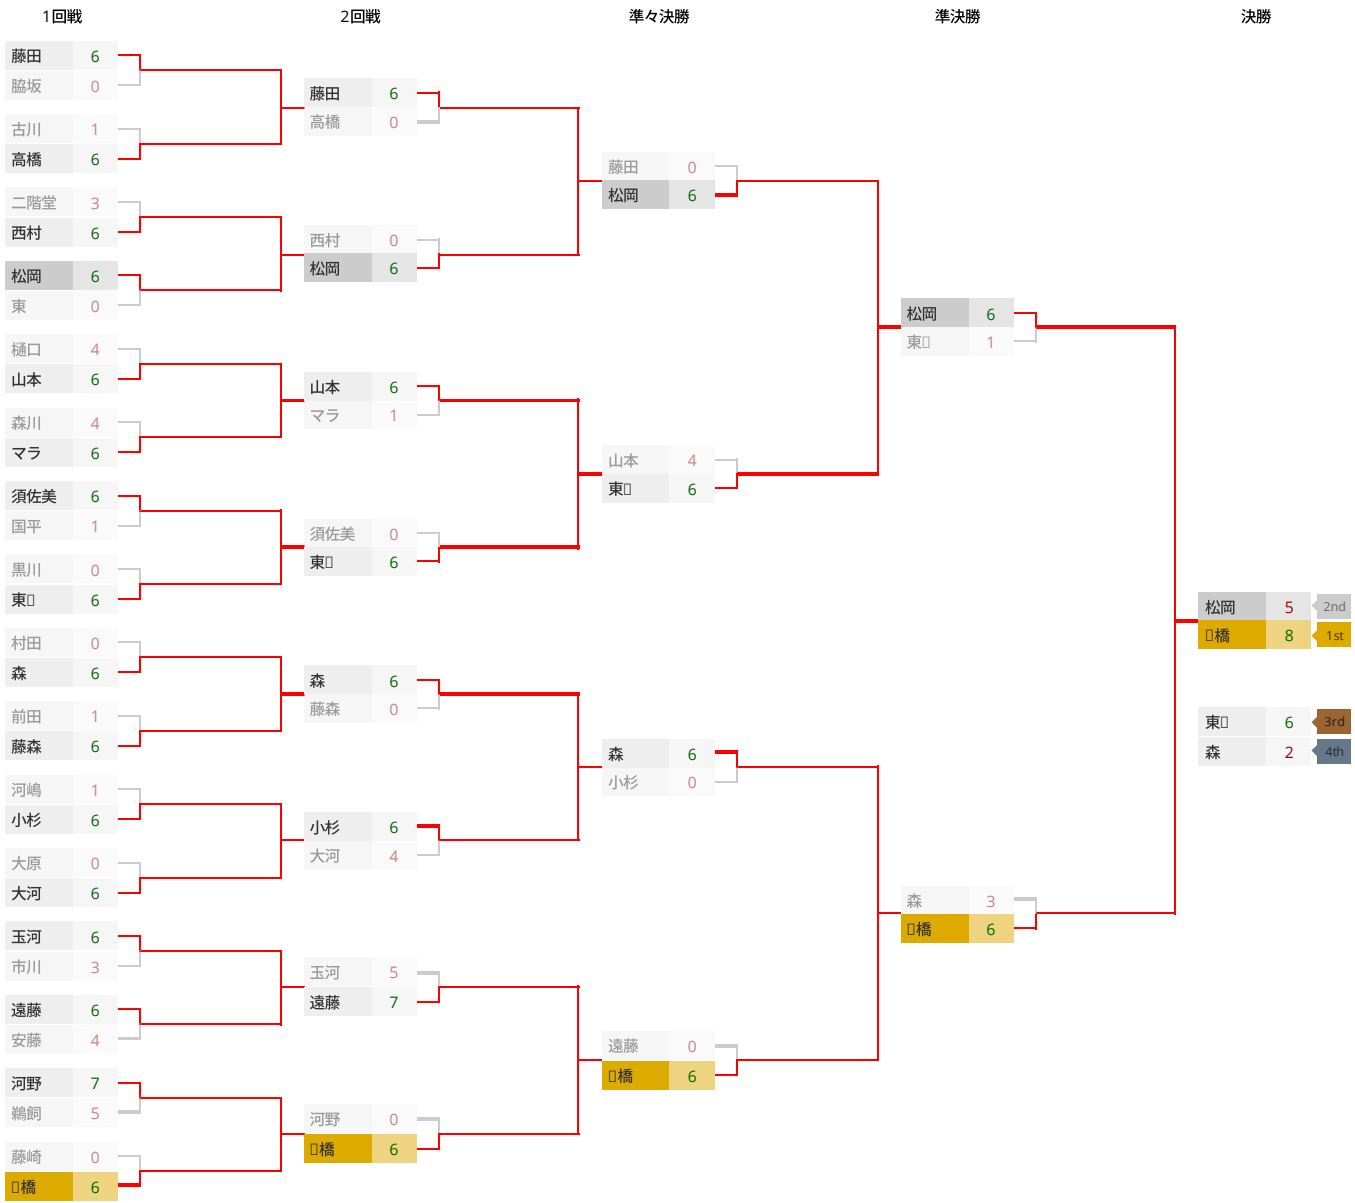 1回戦 2回戦 準々決勝 準決勝 決勝
藤田 6
脇坂 0
古川 1
高橋 6
二階堂 3
西村 6
松岡 6
東 0
樋口 4
山本 6
森川 4
マラ 6
須佐美 6
国平 1
黒川 0
東▯ 6
村田 0
森 6
前田 1
藤森 6
河嶋 1
小杉 6
大原 0
大河 6
玉河 6
市川 3
遠藤 6
安藤 4
河野 7
鵜飼 5
藤崎 0
▯橋 6
藤田 6
高橋 0
西村 0
松岡 6
山本 6
マラ 1
須佐美 0
東▯ 6
森 6
藤森 0
小杉 6
大河 4
玉河 5
遠藤 7
河野 0
▯橋 6
藤田 0
松岡 6
山本 4
東▯ 6
森 6
小杉 0
遠藤 0
▯橋 6
松岡 6
東▯ 1
森 3
▯橋 6
松岡 5 2nd
▯橋 8 1st
東▯ 6 3rd
森 2 4th